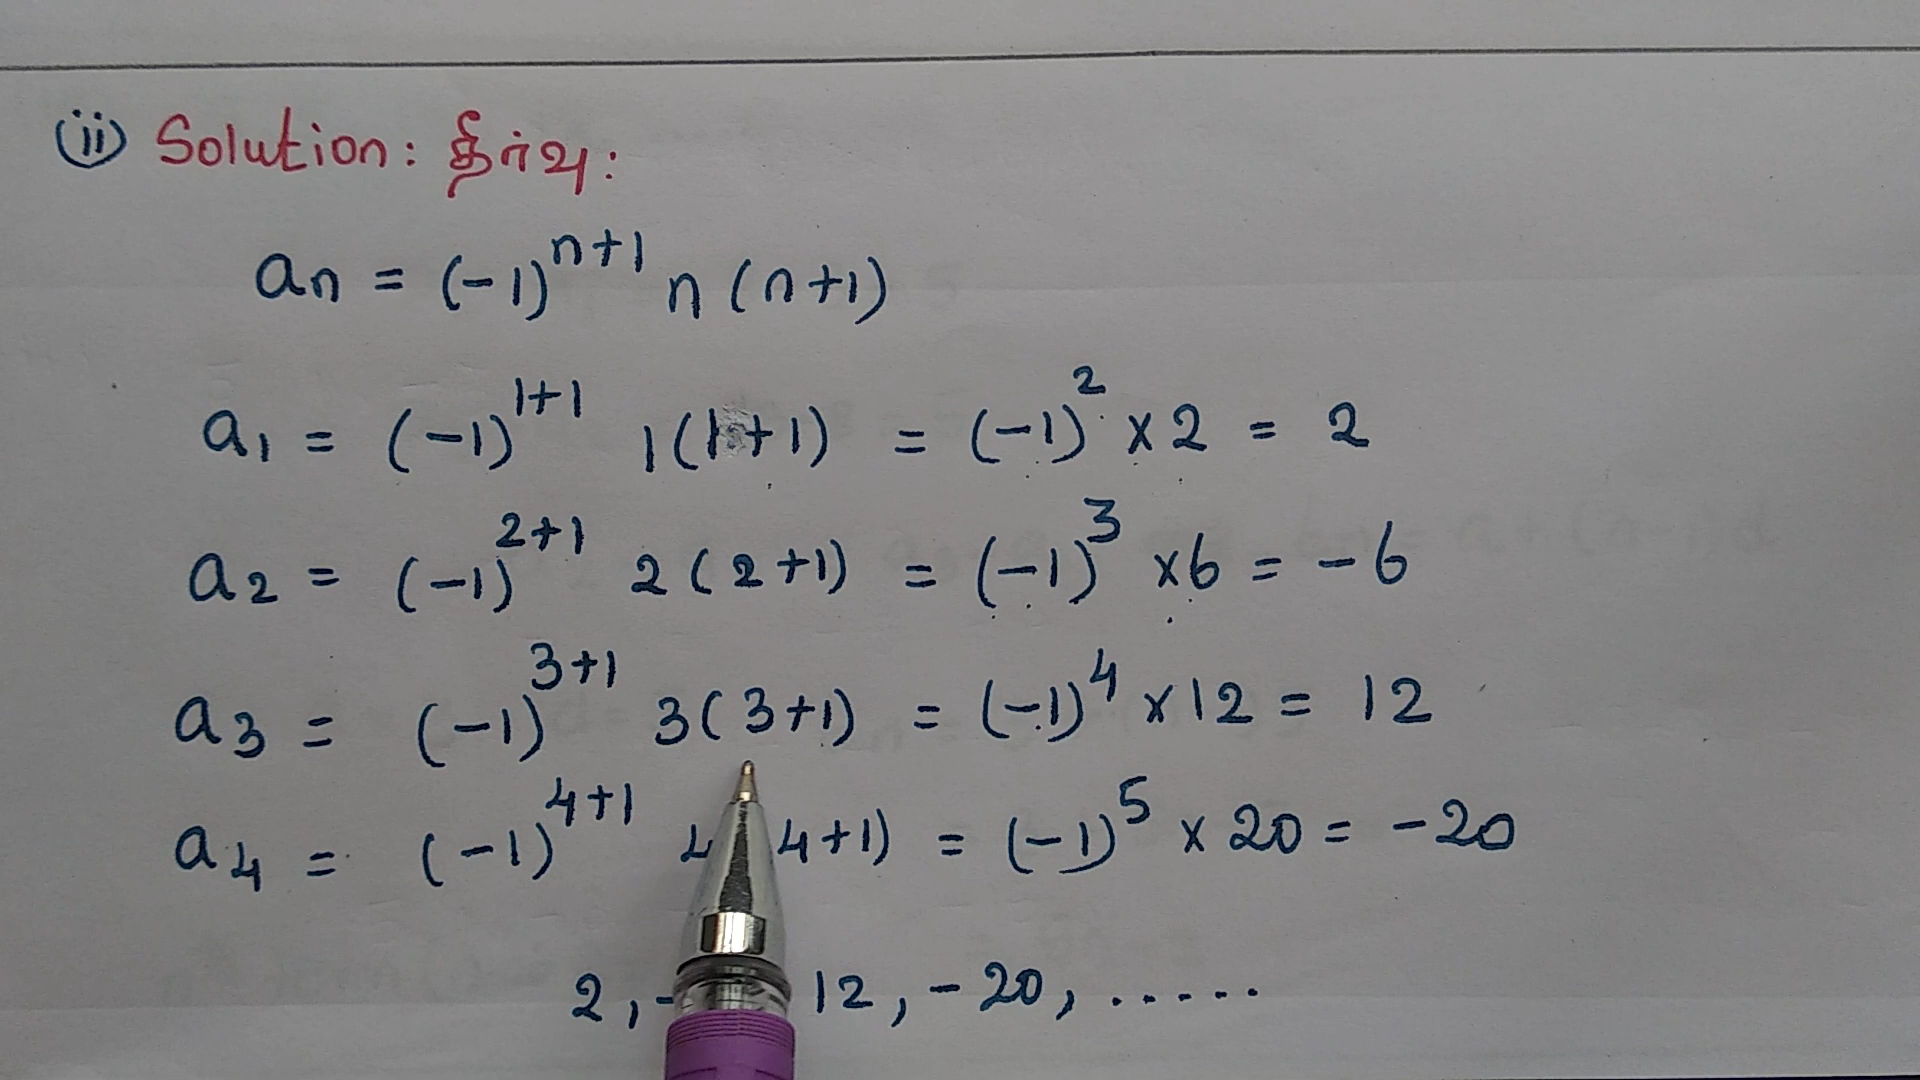 (ii) Solution: தீர்வு:
an = (-1)^{n+1} n (n+1)
a₁ = (-1)^{1+1} 1(1+1) = (-1)² × 2 = 2
a₂ = (-1)^{2+1} 2 (2+1) = (-1)³ ×6 = -6
a₃ = (-1)^{3+1} 3 (3+1) = (-1)⁴ × 12 = 12
a₄ = (-1)^{4+1} 4 4+1) = (-1)⁵ × 20 = -20
2, - 12, -20, .....